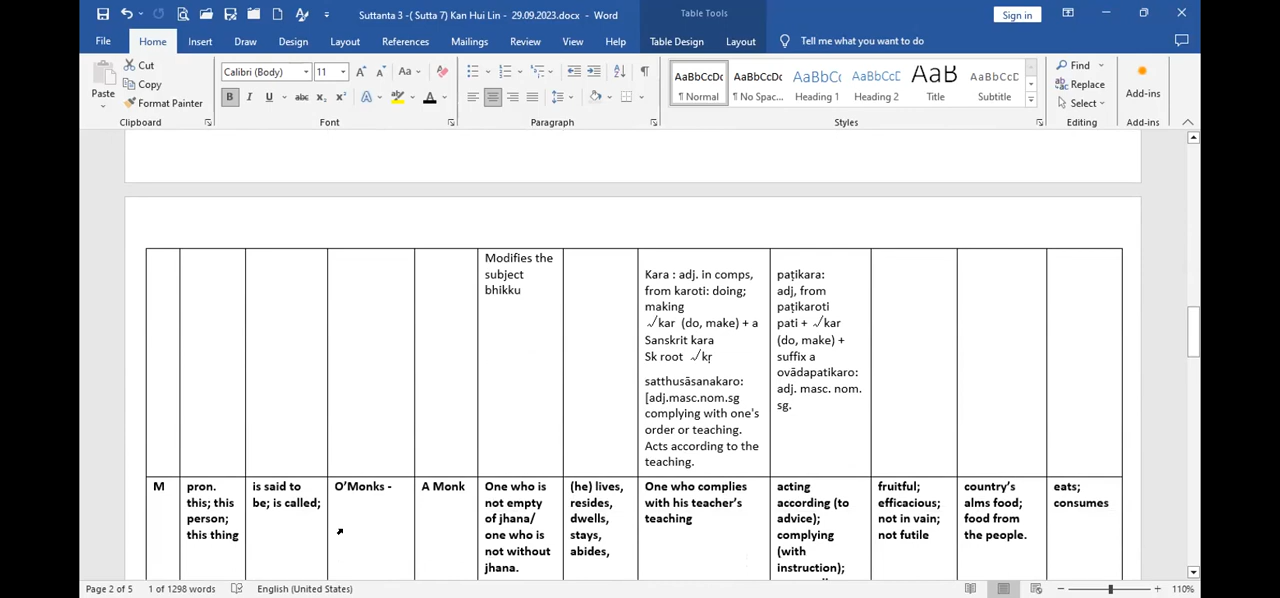 Suttanta 3 -( Sutta 7) Kan Hui Lin - 29.09.2023.docx - Word
Table Tools
Sign in
File
Home
Insert
Draw
Design
Layout
References
Mailings
Review
View
Help
Table Design
Layout
Tell me what you want to do
Paste
Cut
Copy
Format Painter
Calibri (Body)
11
AaBbCcDc
¶ Normal
AaBbCcDc
¶ No Spac...
AaBbCc
Heading 1
AaBbCcD
Heading 2
AaB
Title
AaBbCcD
Subtitle
Find
Replace
Select
Add-ins
Clipboard
Font
Paragraph
Styles
Editing
Add-ins
Modifies the
subject
bhikku
Kara : adj. in comps,
from karoti: doing;
making
√kar (do, make) + a
Sanskrit kara
Sk root √kṛ
satthusāsanakaro:
[adj.masc.nom.sg
complying with one's
order or teaching.
Acts according to the
teaching.
paṭikara:
adj, from
paṭikaroti
pati + √kar
(do, make) +
suffix a
ovādapatikaro:
adj. masc. nom.
sg.
M
pron.
this; this
person;
this thing
is said to
be; is called;
O’Monks -
A Monk
One who is
not empty
of jhana/
one who is
not without
jhana.
(he) lives,
resides,
dwells,
stays,
abides,
One who complies
with his teacher’s
teaching
acting
according (to
advice);
complying
(with
instruction);
fruitful;
efficacious;
not in vain;
not futile
country’s
alms food;
food from
the people.
eats;
consumes
Page 2 of 5
1 of 1298 words
English (United States)
110%